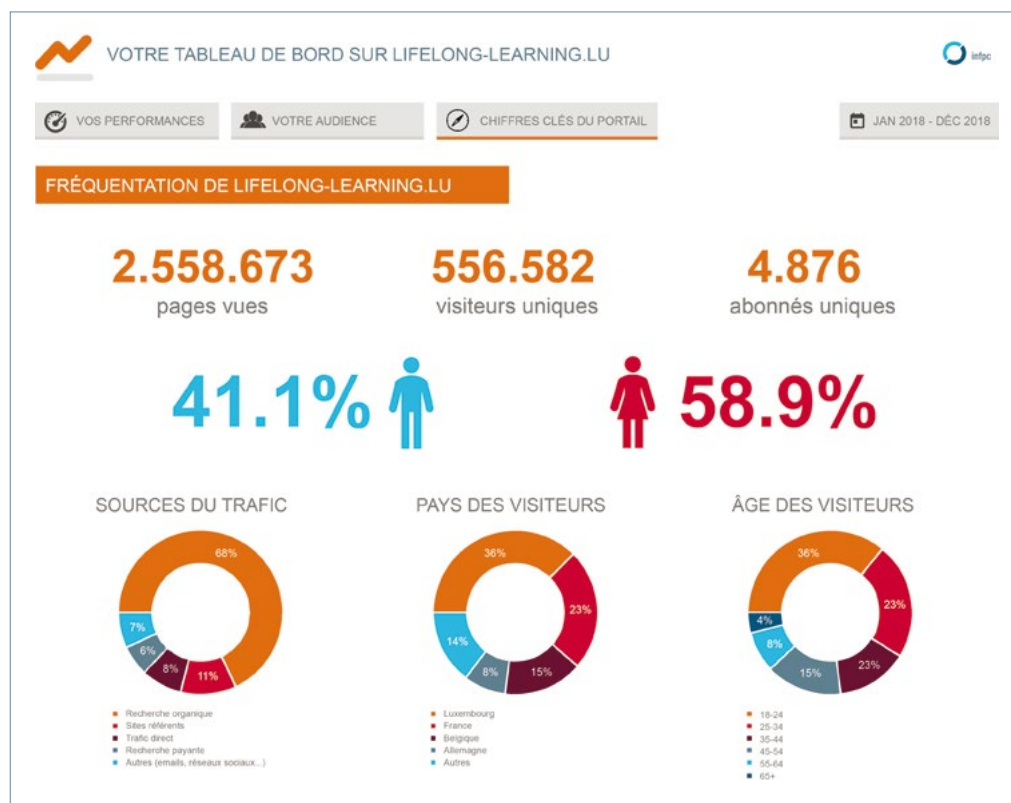 VOTRE TABLEAU DE BORD SUR LIFELONG-LEARNING.LU
infpc
VOS PERFORMANCES
VOTRE AUDIENCE
CHIFFRES CLÉS DU PORTAIL
JAN 2018 - DÉC 2018
FRÉQUENTATION DE LIFELONG-LEARNING.LU
2.558.673
pages vues
556.582
visiteurs uniques
4.876
abonnés uniques
41.1%
58.9%
SOURCES DU TRAFIC
68%
11%
8%
6%
7%
Recherche organique
Sites référents
Trafic direct
Recherche payante
Autres (emails, réseaux sociaux...)
PAYS DES VISITEURS
36%
23%
15%
8%
14%
Luxembourg
France
Belgique
Allemagne
Autres
ÂGE DES VISITEURS
36%
23%
23%
15%
8%
4%
18-24
25-34
35-44
45-54
55-64
65+